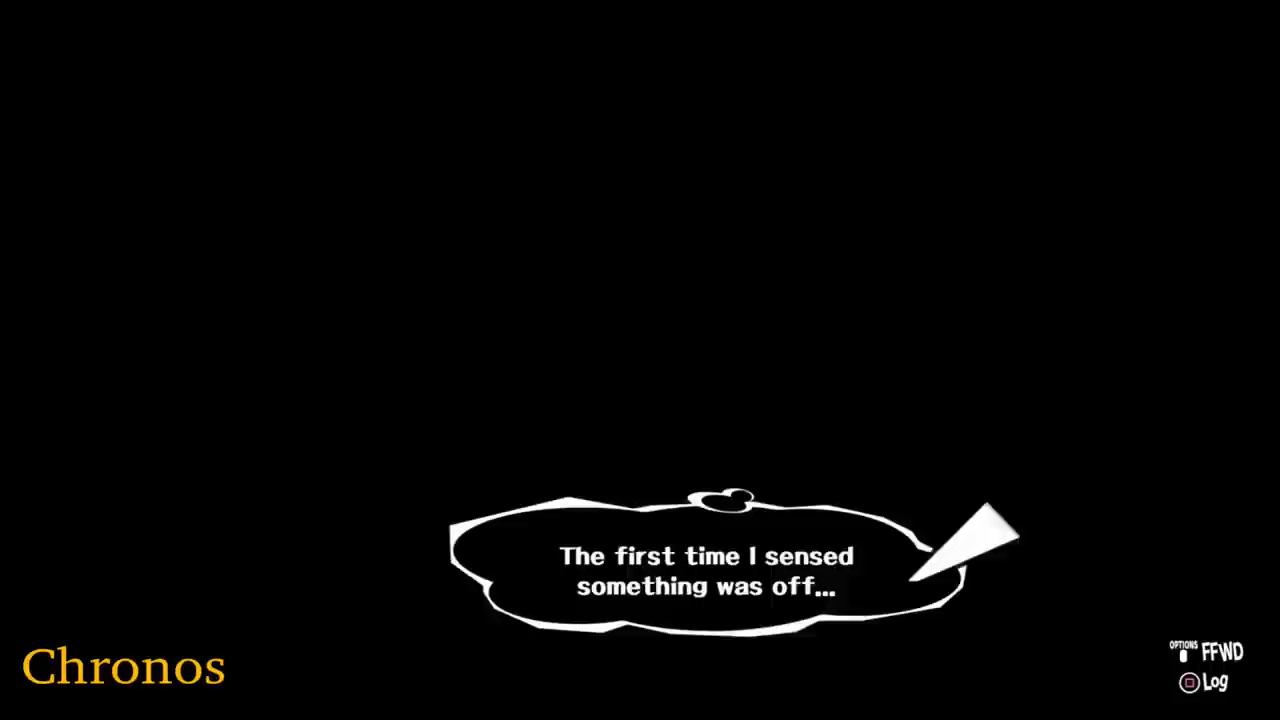 The first time I sensed
something was off...
Chronos
OPTIONS FFWD
Log